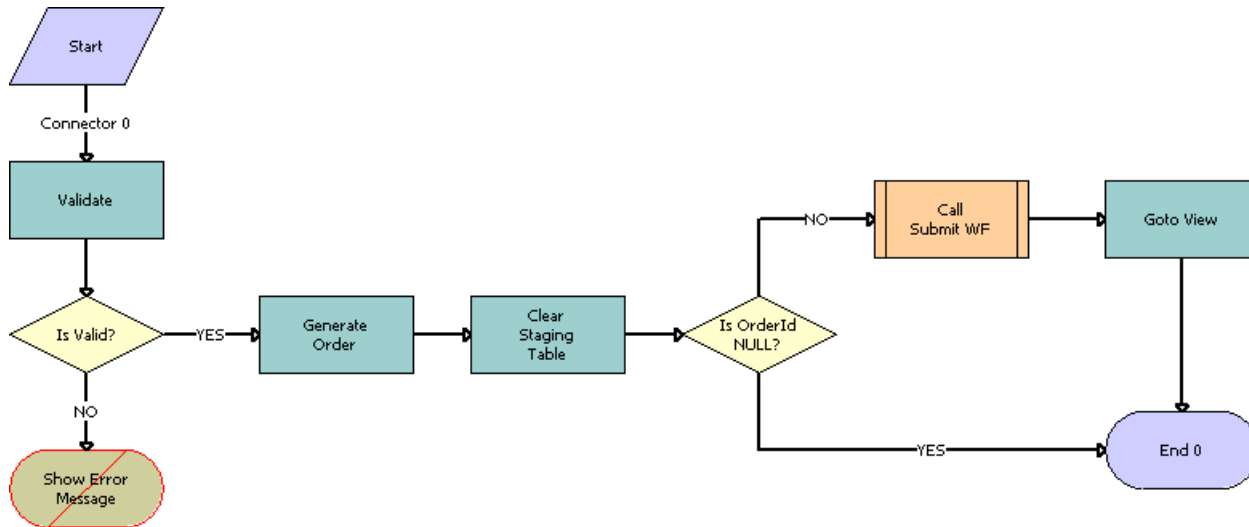 Start
Connector 0
Validate
Is Valid?
YES
NO
Show Error
Message
Generate
Order
Clear
Staging
Table
Is OrderId
NULL?
NO
YES
Call
Submit WF
Goto View
End 0